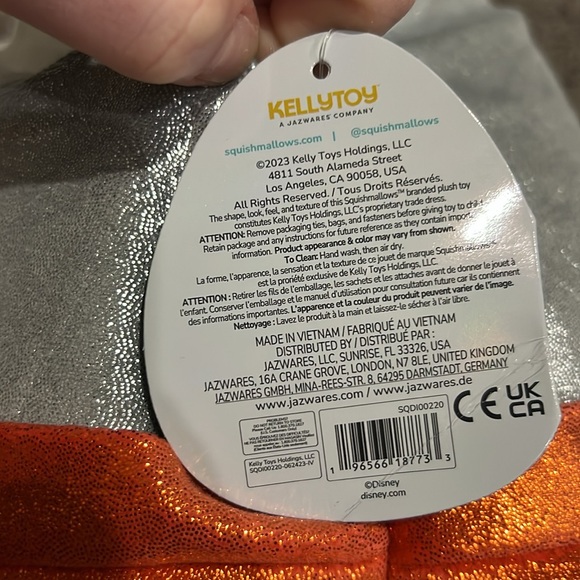 KELLYTOY
A JAZWARES COMPANY
squishmallows.com | @squishmallows
©2023 Kelly Toys Holdings, LLC
4811 South Alameda Street
Los Angeles, CA 90058, USA
All Rights Reserved. / Tous Droits Réservés.
The shape, look, feel, and texture of this Squishmallows™ branded plush toy
constitutes Kelly Toys Holdings, LLC's proprietary trade dress.
ATTENTION: Remove packaging ties, bags, and fasteners before giving toy to child.
Retain package and any instructions for future reference as they contain
information. Product appearance & color may vary from shown.
To Clean: Hand wash, then air dry.
La forme, l'apparence, la sensation et la texture de ce jouet de marque
est la propriété exclusive de Kelly Toys Holdings, LLC.
ATTENTION : Retirer les fils de l'emballage, les sachets et les attaches avant de donner le jouet à
l'enfant. Conserver l'emballage et le manuel d'utilisation pour consultation future car ils contiennent
des informations importantes. L'apparence et la couleur du produit peuvent varier de l'image.
Nettoyage : Lavez le produit à la main et laissez-le sécher à l'air libre.
MADE IN VIETNAM / FABRIQUÉ AU VIETNAM
DISTRIBUTED BY / DISTRIBUÉ PAR :
JAZWARES, LLC, SUNRISE, FL 33326, USA
JAZWARES, 16A CRANE GROVE, LONDON, N7 8LE, UNITED KINGDOM
JAZWARES GMBH, MINA-REES-STR. 8, 64295 DARMSTADT, GERMANY
www.jazwares.com / www.jazwares.de
CE UK
CA
PROBLEMS?
DO NOT RETURN TO STORE
Kelly Toys Holdings, LLC
SQDI00220-062423-IV
SQDI00220
1 96566 18773 3
©Disney
disney.com